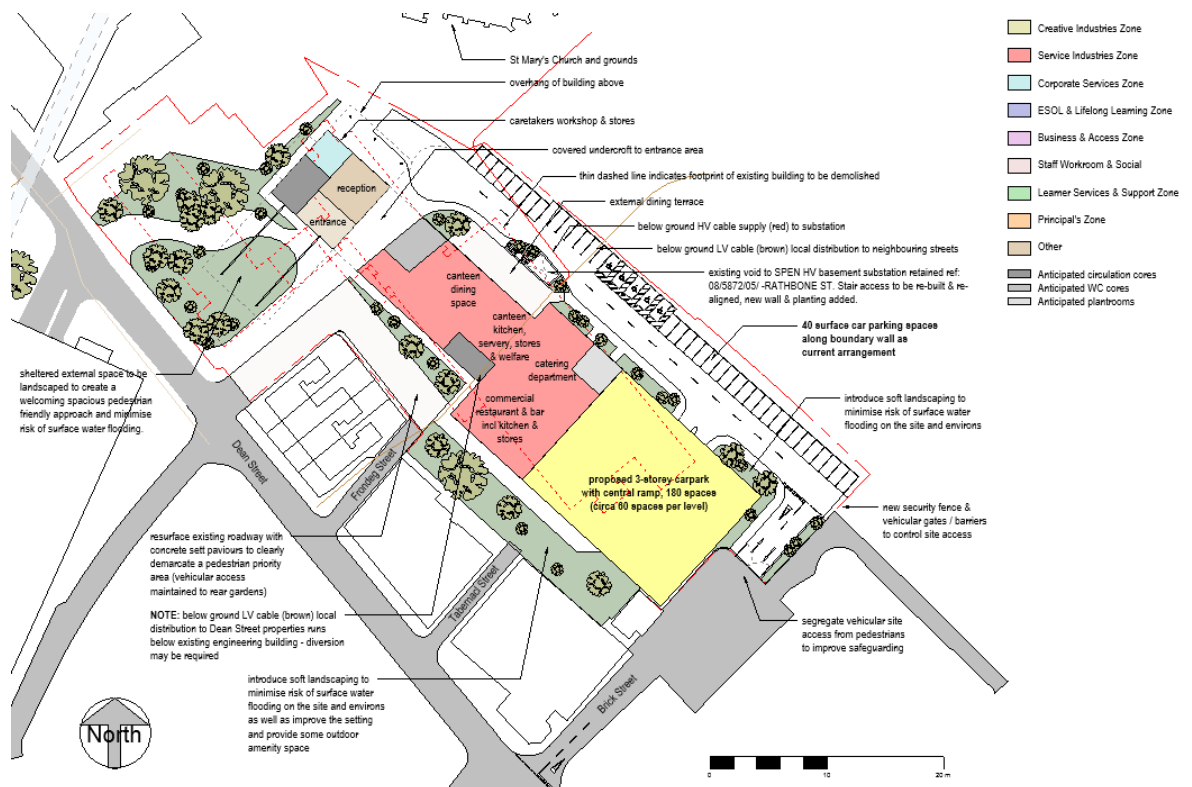 St Mary's Church and grounds
overhang of building above
caretakers workshop & stores
covered undercroft to entrance area
thin dashed line indicates footprint of existing building to be demolished
external dining terrace
below ground HV cable supply (red) to substation
below ground LV cable (brown) local distribution to neighbouring streets
existing void to SPEN HV basement substation retained ref:
08/5872/05/ -RATHBONE ST. Stair access to be re-built & re-
aligned, new wall & planting added.
40 surface car parking spaces
along boundary wall as
current arrangement
introduce soft landscaping to
minimise risk of surface water
flooding on the site and environs
new security fence &
vehicular gates / barriers
to control site access
segregate vehicular site
access from pedestrians
to improve safeguarding
reception
entrance
canteen
dining
space
canteen
kitchen,
servery, stores
& welfare
catering
department
commercial
restaurant & bar
incl kitchen &
stores
proposed 3-storey carpark
with central ramp, 180 spaces
(circa 60 spaces per level)
sheltered external space to be
landscaped to create a
welcoming spacious pedestrian
friendly approach and minimise
risk of surface water flooding.
Dean Street
Frondeg Street
Tabernacl Street
Brick Street
resurface existing roadway with
concrete sett paviours to clearly
demarcate a pedestrian priority
area (vehicular access
maintained to rear gardens)
NOTE: below ground LV cable (brown) local
distribution to Dean Street properties runs
below existing engineering building - diversion
may be required
introduce soft landscaping to
minimise risk of surface water
flooding on the site and environs
as well as improve the setting
and provide some outdoor
amenity space
North
0 10 20 m
Creative Industries Zone
Service Industries Zone
Corporate Services Zone
ESOL & Lifelong Learning Zone
Business & Access Zone
Staff Workroom & Social
Learner Services & Support Zone
Principal's Zone
Other
Anticipated circulation cores
Anticipated WC cores
Anticipated plantrooms